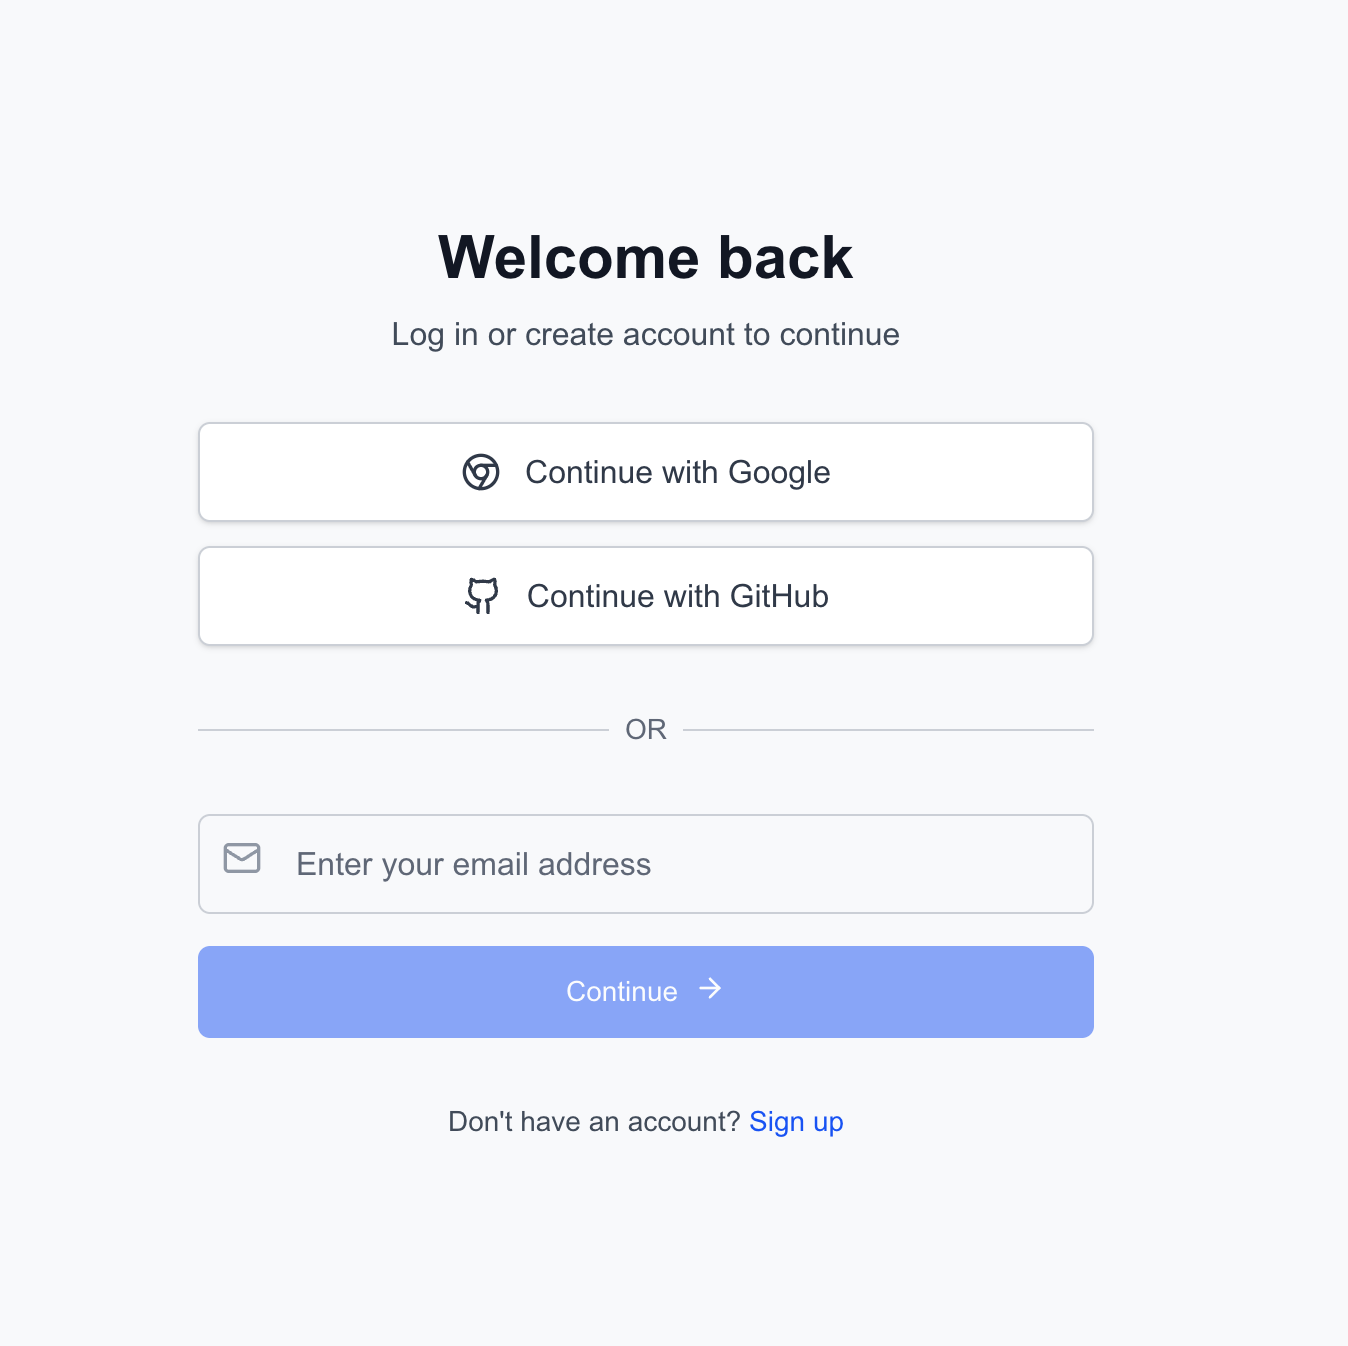 Welcome back
Log in or create account to continue
Continue with Google
Continue with GitHub
OR
Enter your email address
Continue
Don't have an account? Sign up